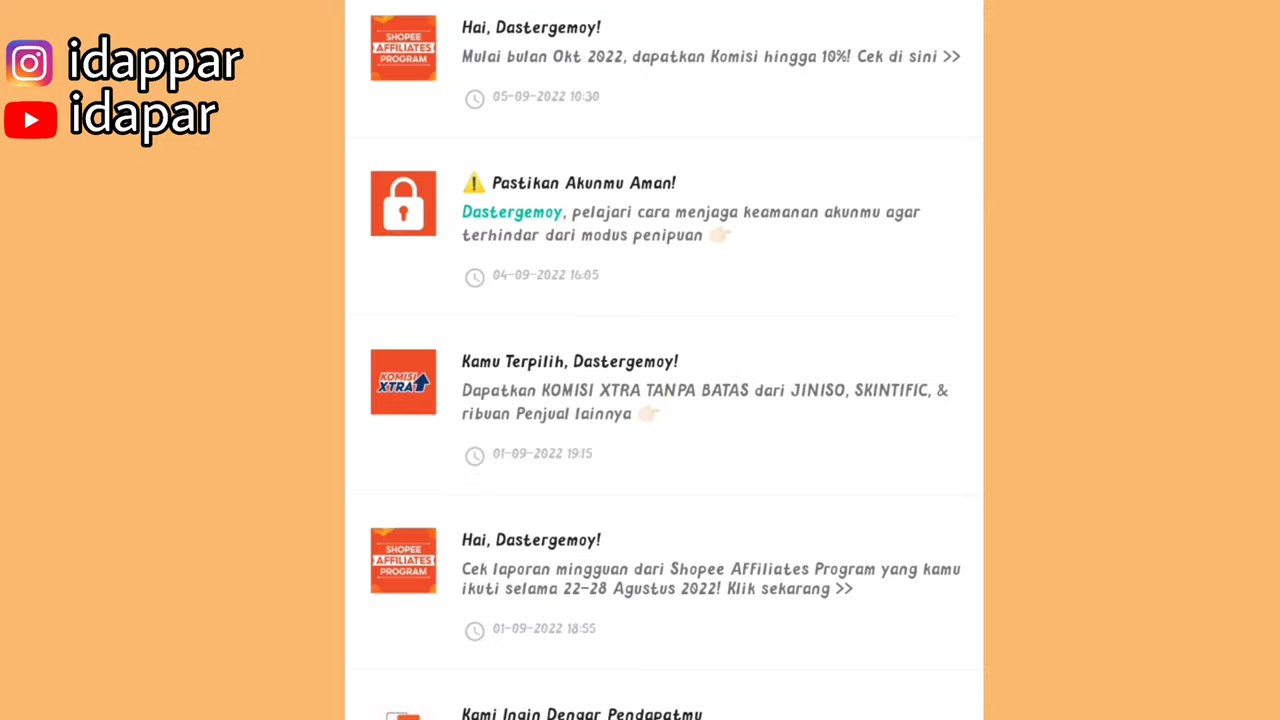 idappar
idapar
SHOPEE
AFFILIATES
PROGRAM
Hai, Dastergemoy!
Mulai bulan Okt 2022, dapatkan Komisi hingga 10%! Cek di sini >>
05-09-2022 10:30
⚠️ Pastikan Akunmu Aman!
Dastergemoy, pelajari cara menjaga keamanan akunmu agar
terhindar dari modus penipuan 👉🏻
04-09-2022 16:05
KOMISI
XTRA
Kamu Terpilih, Dastergemoy!
Dapatkan KOMISI XTRA TANPA BATAS dari JINISO, SKINTIFIC, &
ribuan Penjual lainnya 👉🏻
01-09-2022 19:15
SHOPEE
AFFILIATES
PROGRAM
Hai, Dastergemoy!
Cek laporan mingguan dari Shopee Affiliates Program yang kamu
ikuti selama 22-28 Agustus 2022! Klik sekarang >>
01-09-2022 18:55
Kami Ingin Dengar Pendapatmu